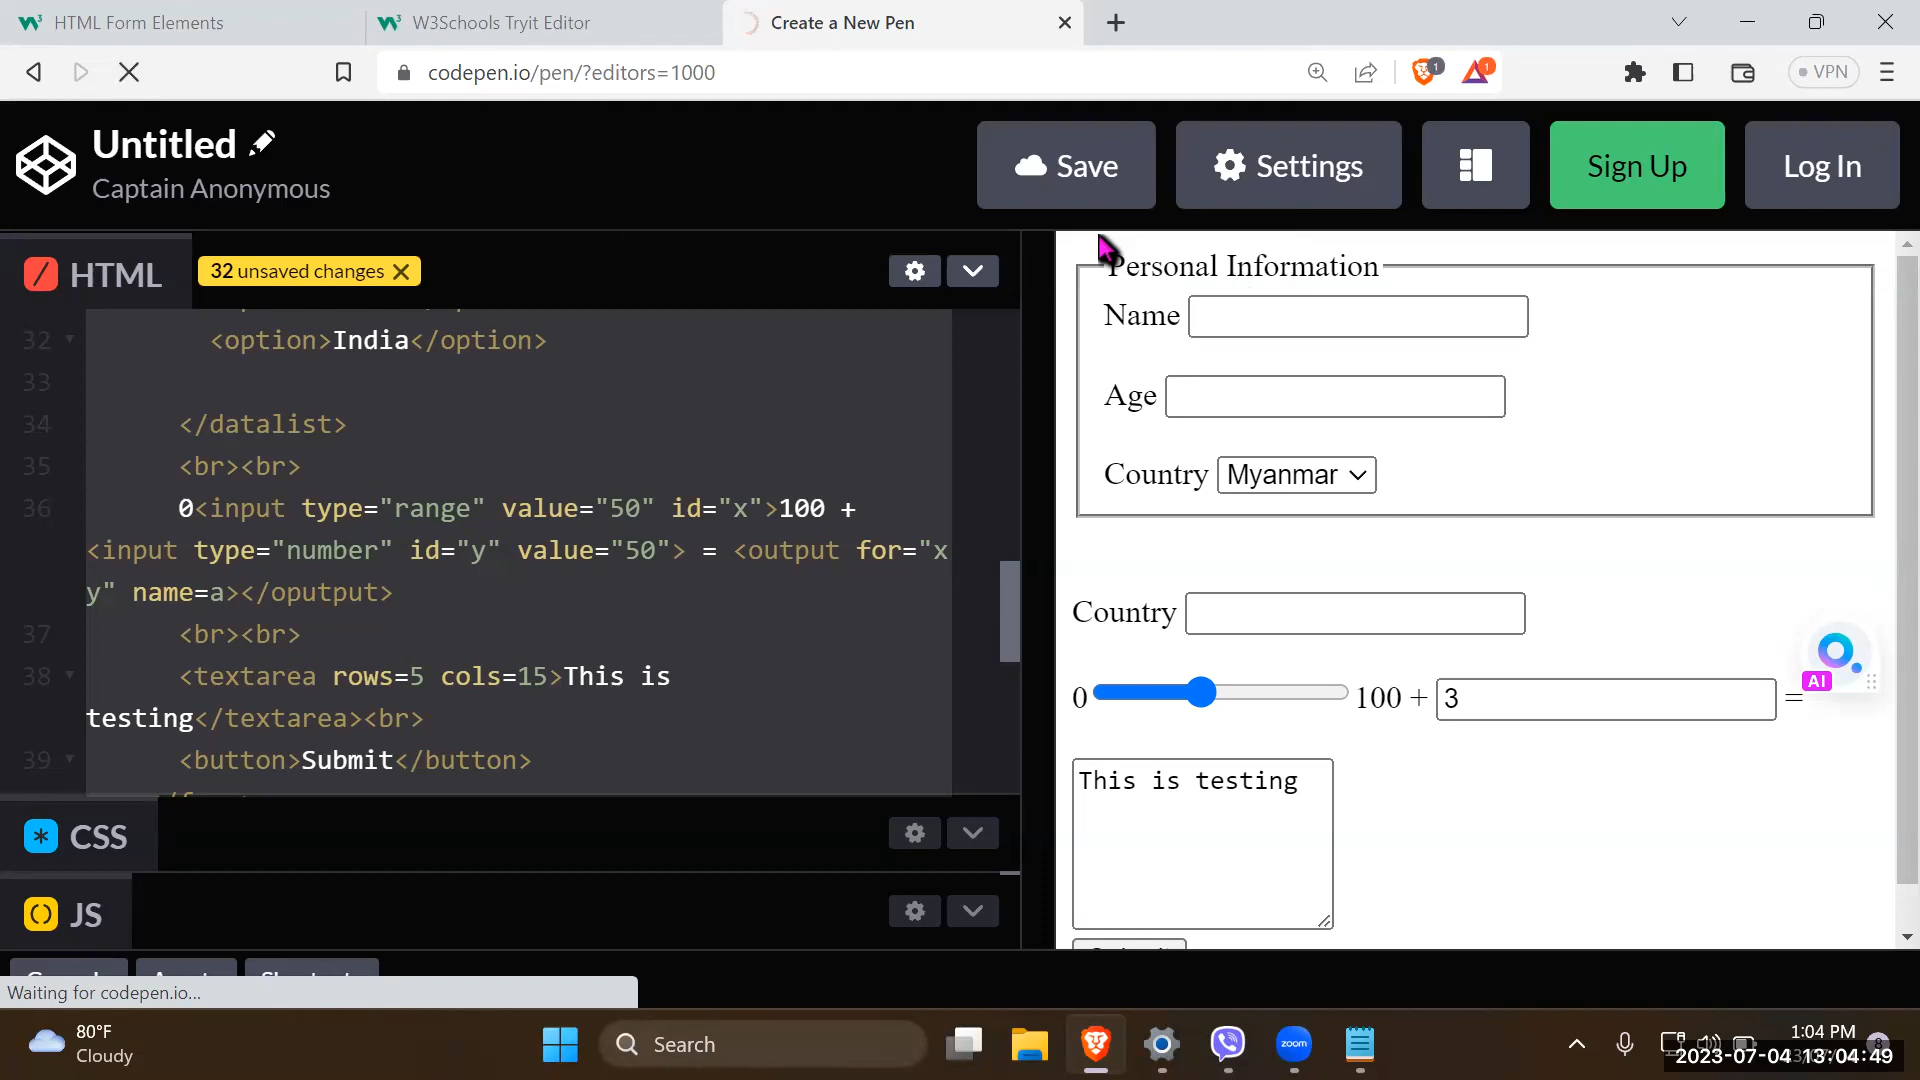 HTML Form Elements
W3Schools Tryit Editor
Create a New Pen
codepen.io/pen/?editors=1000
1
1
VPN
Untitled
Captain Anonymous
Save
Settings
Sign Up
Log In
HTML
32 unsaved changes
32 <option>India</option>
33
34 </datalist>
35 <br><br>
36 0<input type="range" value="50" id="x">100 +
<input type="number" id="y" value="50"> = <output for="x
y" name=a></oputput>
37 <br><br>
38 <textarea rows=5 cols=15>This is
testing</textarea><br>
39 <button>Submit</button>
CSS
JS
Personal Information
Name
Age
Country Myanmar
Country
0 100 + 3 =
AI
This is testing
Waiting for codepen.io...
80°F
Cloudy
Search
zoom
1:04 PM
8
2023-07-04 13:04:49